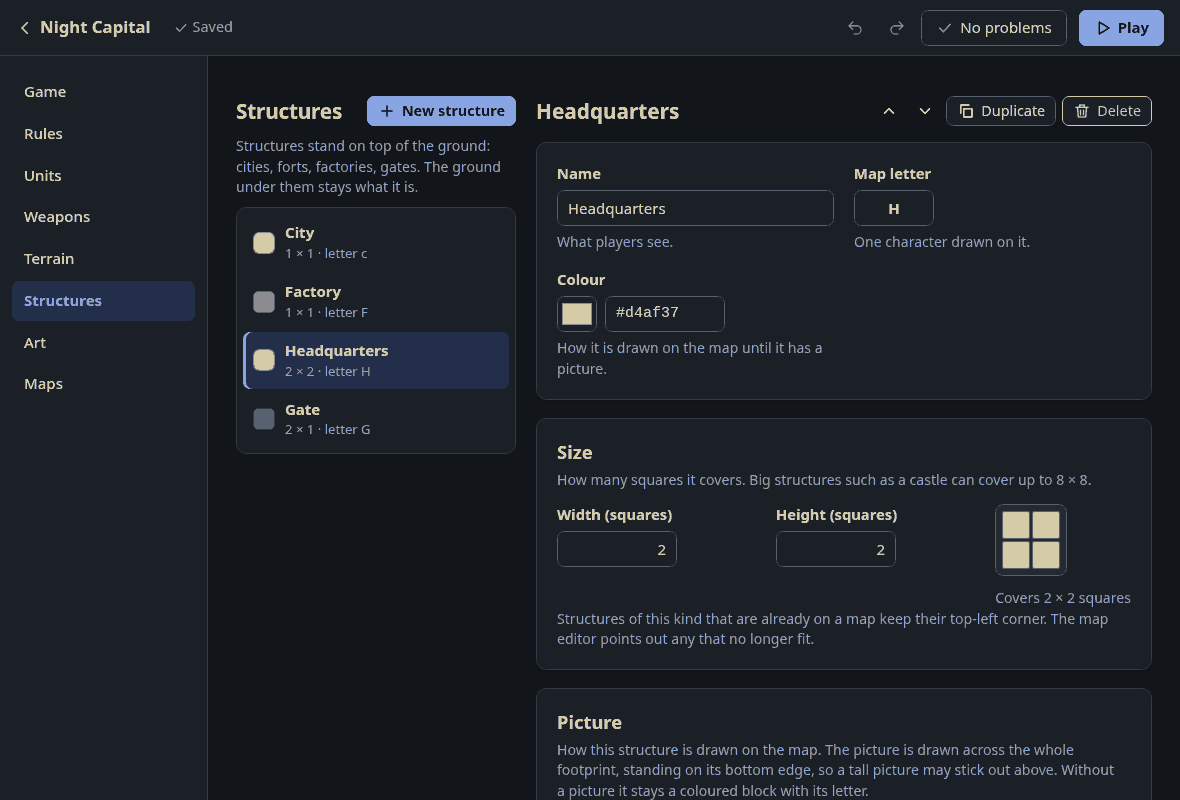 Night Capital
Saved
No problems
Play
Game
Rules
Units
Weapons
Terrain
Structures
Art
Maps
Structures
New structure
Structures stand on top of the ground:
cities, forts, factories, gates. The ground
under them stays what it is.
City
1 × 1 · letter c
Factory
1 × 1 · letter F
Headquarters
2 × 2 · letter H
Gate
2 × 1 · letter G
Headquarters
Duplicate
Delete
Name
Map letter
Headquarters
H
What players see.
One character drawn on it.
Colour
#d4af37
How it is drawn on the map until it has a
picture.
Size
How many squares it covers. Big structures such as a castle can cover up to 8 × 8.
Width (squares)
Height (squares)
2
2
Covers 2 × 2 squares
Structures of this kind that are already on a map keep their top-left corner. The map
editor points out any that no longer fit.
Picture
How this structure is drawn on the map. The picture is drawn across the whole
footprint, standing on its bottom edge, so a tall picture may stick out above. Without
a picture it stays a coloured block with its letter.